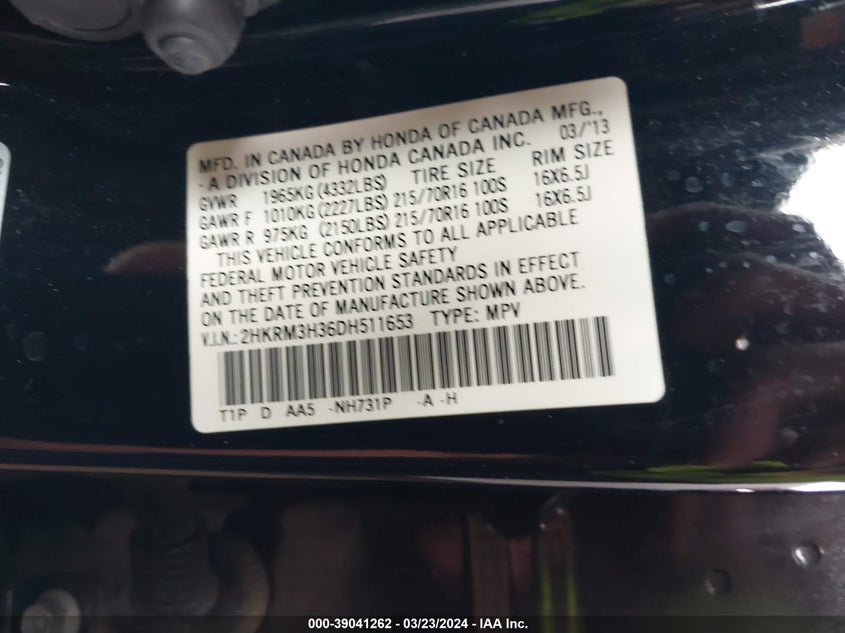 MFD. IN CANADA BY HONDA OF CANADA MFG.,
A DIVISION OF HONDA CANADA INC. 03/'13
GVWR 1965KG (4332LBS) TIRE SIZE RIM SIZE
GAWR F 1010KG (2227LBS) 215/70R16 100S 16X6.5J
GAWR R 975KG (2150LBS) 215/70R16 100S 16X6.5J
THIS VEHICLE CONFORMS TO ALL APPLICABLE
FEDERAL MOTOR VEHICLE SAFETY
AND THEFT PREVENTION STANDARDS IN EFFECT
ON THE DATE OF MANUFACTURE SHOWN ABOVE.
V.I.N.: 2HKRM3H36DH511653 TYPE: MPV
T1P D AA5 -NH731P -A -H
000-39041262 - 03/23/2024 - IAA Inc.